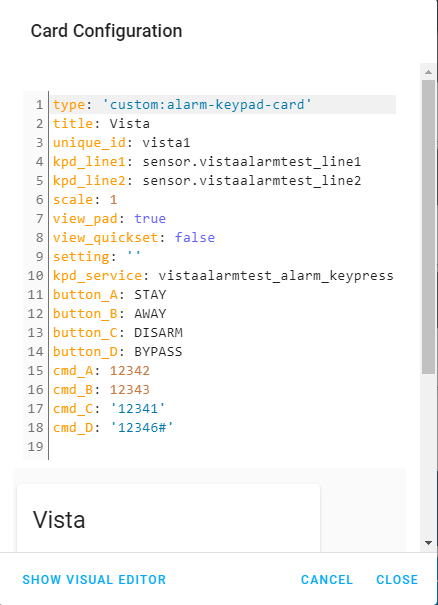 Card Configuration
1 type: 'custom:alarm-keypad-card'
2 title: Vista
3 unique_id: vista1
4 kpd_line1: sensor.vistaalarmtest_line1
5 kpd_line2: sensor.vistaalarmtest_line2
6 scale: 1
7 view_pad: true
8 view_quickset: false
9 setting: ''
10 kpd_service: vistaalarmtest_alarm_keypress
11 button_A: STAY
12 button_B: AWAY
13 button_C: DISARM
14 button_D: BYPASS
15 cmd_A: 12342
16 cmd_B: 12343
17 cmd_C: '12341'
18 cmd_D: '12346#'
19
Vista
SHOW VISUAL EDITOR CANCEL CLOSE